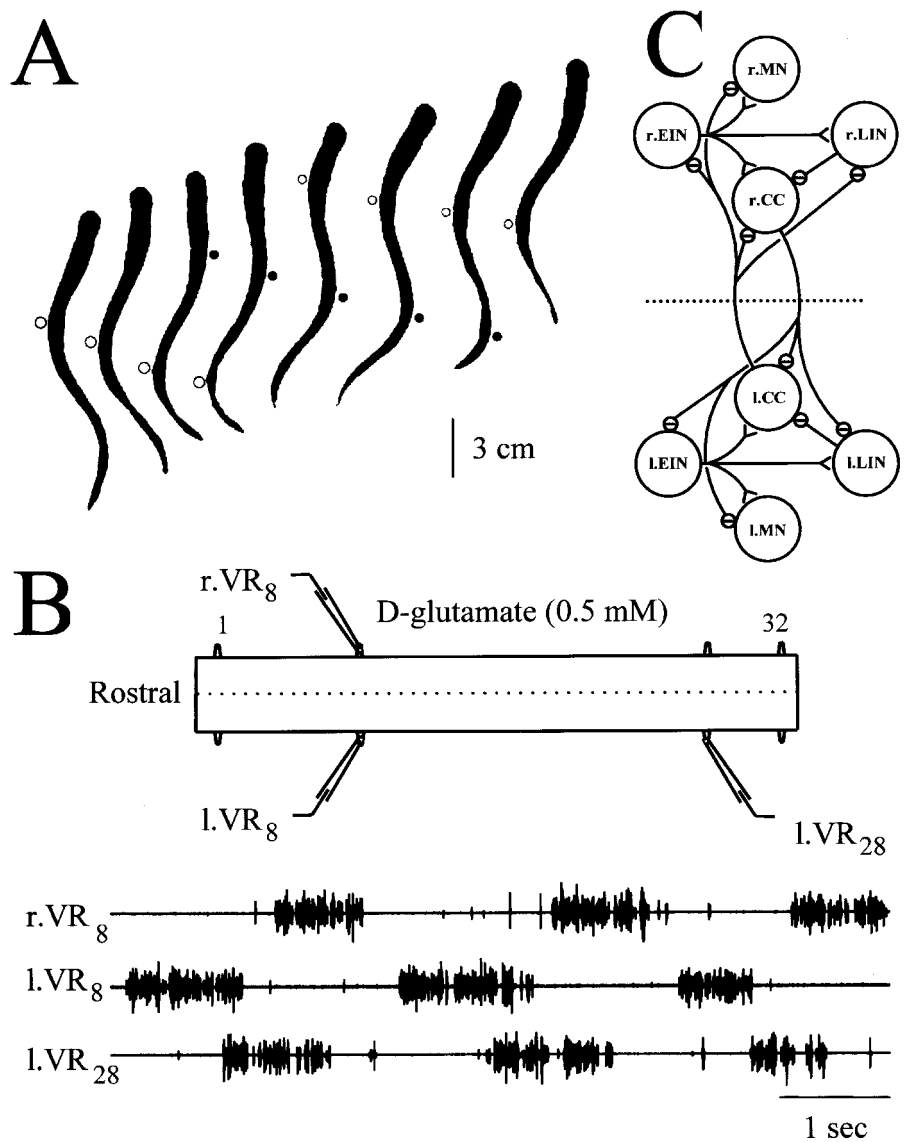 A
3 cm
C
r.MN
r.EIN
r.LIN
r.CC
l.CC
l.EIN
l.LIN
l.MN
B
r.VR8
D-glutamate (0.5 mM)
1
32
Rostral
l.VR8
l.VR28
r.VR8
l.VR8
l.VR28
1 sec